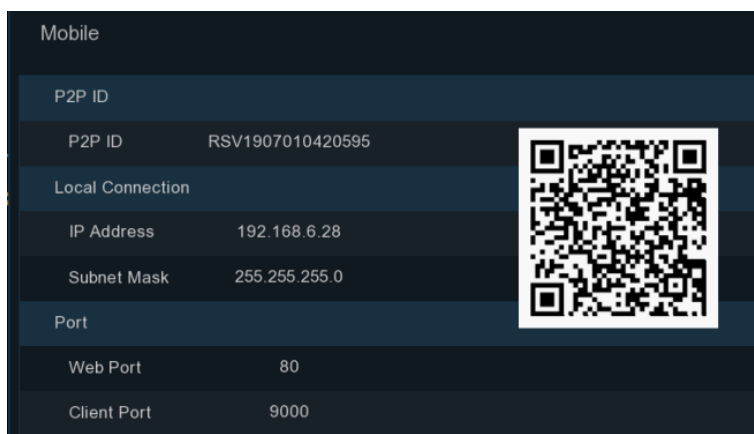 Mobile
P2P ID
P2P ID RSV1907010420595
Local Connection
IP Address 192.168.6.28
Subnet Mask 255.255.255.0
Port
Web Port 80
Client Port 9000